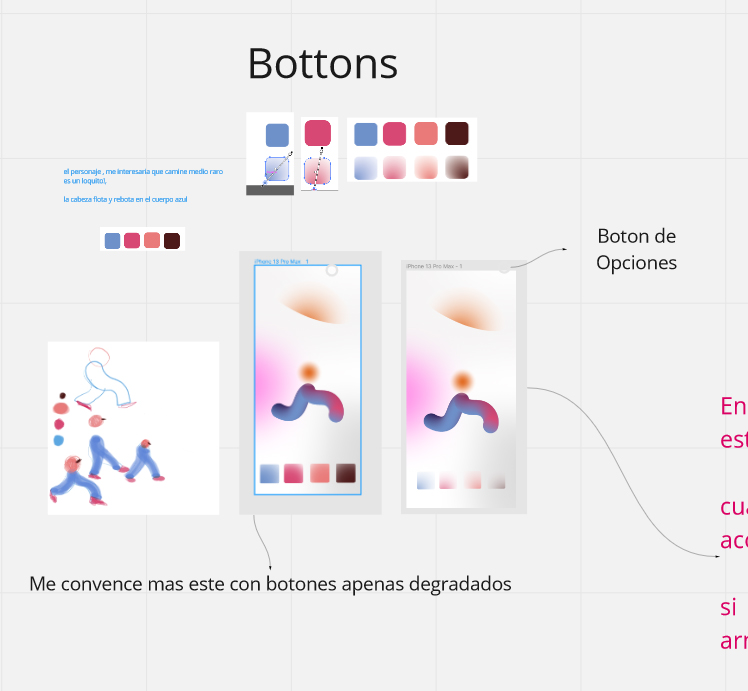 Bottons
el personaje , me interesaria que camine medio raro
es un loquito!,
la cabeza flota y rebota en el cuerpo azul
Boton de
Opciones
iPhone 13 Pro Max - 1
iPhone 13 Pro Max - 1
En
est
cua
acc
si
arr
Me convence mas este con botones apenas degradados